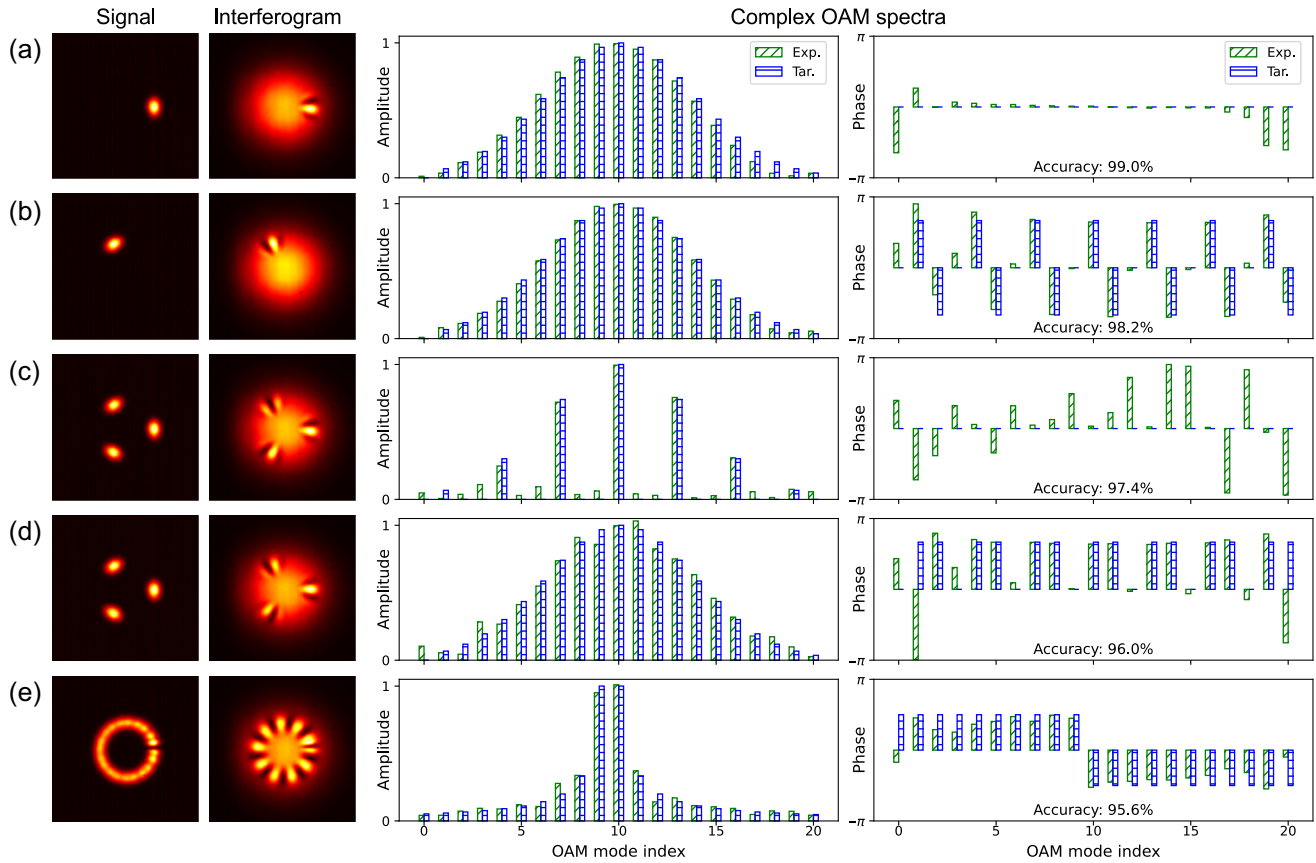 Signal Interferogram Complex OAM spectra
(a)
Amplitude
1
0
Exp.
Tar.
Phase
π
−π
Exp.
Tar.
Accuracy: 99.0%
(b)
Amplitude
1
0
Phase
π
−π
Accuracy: 98.2%
(c)
Amplitude
1
0
Phase
π
−π
Accuracy: 97.4%
(d)
Amplitude
1
0
Phase
π
−π
Accuracy: 96.0%
(e)
Amplitude
1
0
Phase
π
−π
Accuracy: 95.6%
0 5 10 15 20 0 5 10 15 20
OAM mode index OAM mode index